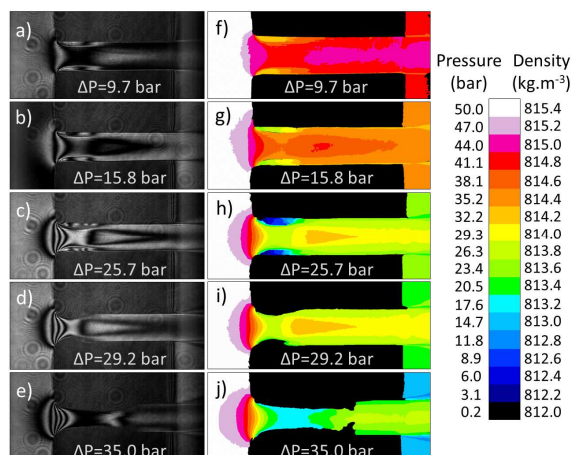 a)
ΔP=9.7 bar
b)
ΔP=15.8 bar
c)
ΔP=25.7 bar
d)
ΔP=29.2 bar
e)
ΔP=35.0 bar
f)
ΔP=9.7 bar
g)
ΔP=15.8 bar
h)
ΔP=25.7 bar
i)
ΔP=29.2 bar
j)
ΔP=35.0 bar
Pressure Density
(bar) (kg.m⁻³)
50.0 815.4
47.0 815.2
44.0 815.0
41.1 814.8
38.1 814.6
35.2 814.4
32.2 814.2
29.3 814.0
26.3 813.8
23.4 813.6
20.5 813.4
17.6 813.2
14.7 813.0
11.8 812.8
8.9 812.6
6.0 812.4
3.1 812.2
0.2 812.0